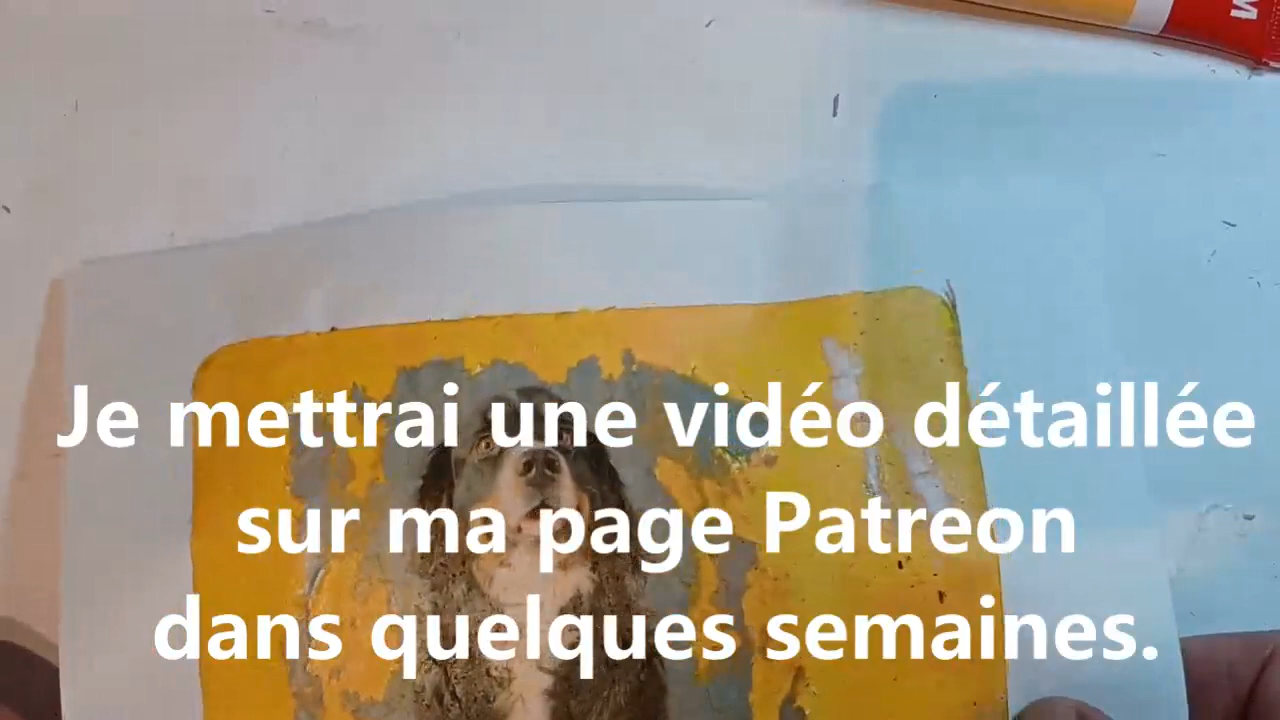 M
Je mettrai une vidéo détaillée
sur ma page Patreon
dans quelques semaines.